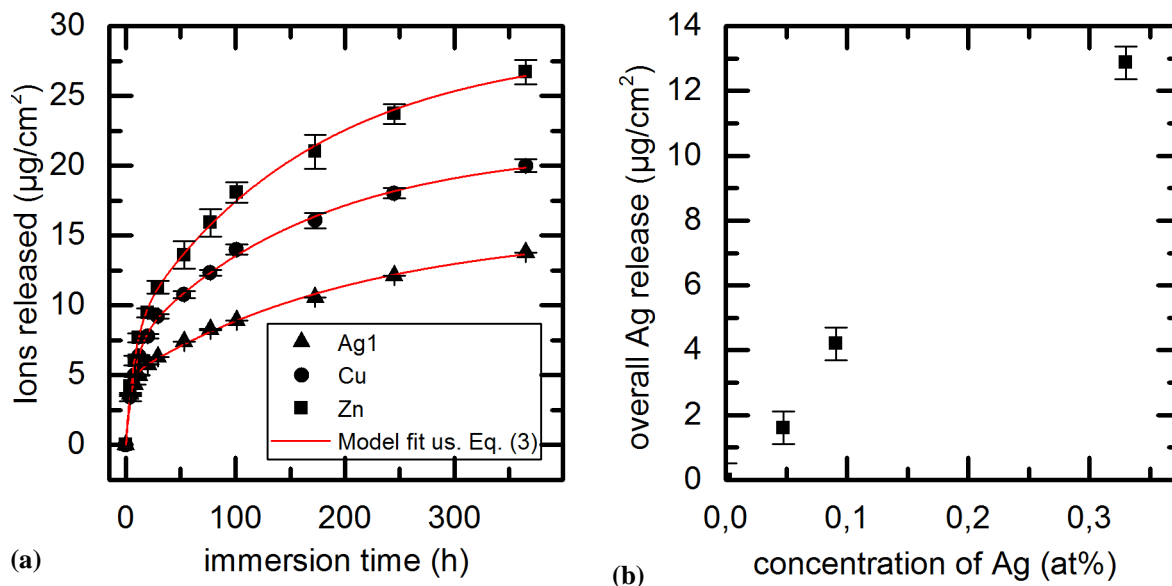 30
25
20
15
10
5
0
Ions released (µg/cm²)
Ag1
Cu
Zn
Model fit us. Eq. (3)
0 100 200 300
immersion time (h)
(a)
14
12
10
8
6
4
2
0
overall Ag release (µg/cm²)
0,0 0,1 0,2 0,3
concentration of Ag (at%)
(b)